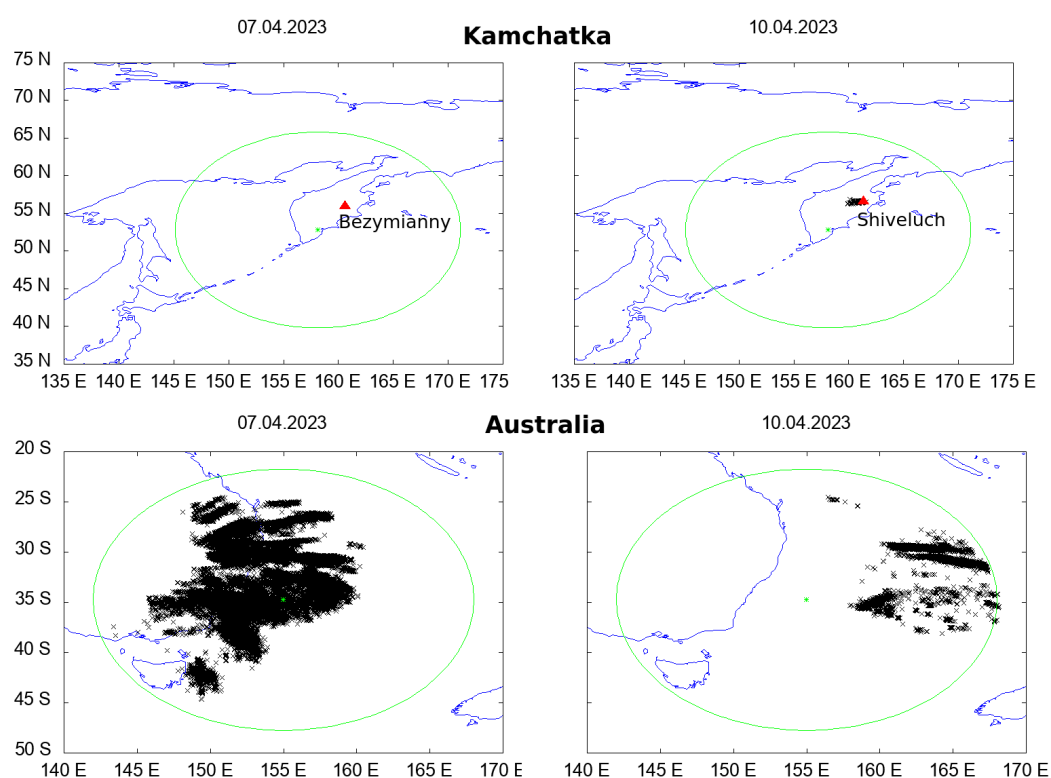 07.04.2023
Kamchatka
10.04.2023
75 N
70 N
65 N
60 N
55 N
50 N
45 N
40 N
35 N
Bezymianny
Shiveluch
135 E 140 E 145 E 150 E 155 E 160 E 165 E 170 E 175 E
135 E 140 E 145 E 150 E 155 E 160 E 165 E 170 E 175 E
07.04.2023
Australia
10.04.2023
20 S
25 S
30 S
35 S
40 S
45 S
50 S
140 E 145 E 150 E 155 E 160 E 165 E 170 E
140 E 145 E 150 E 155 E 160 E 165 E 170 E